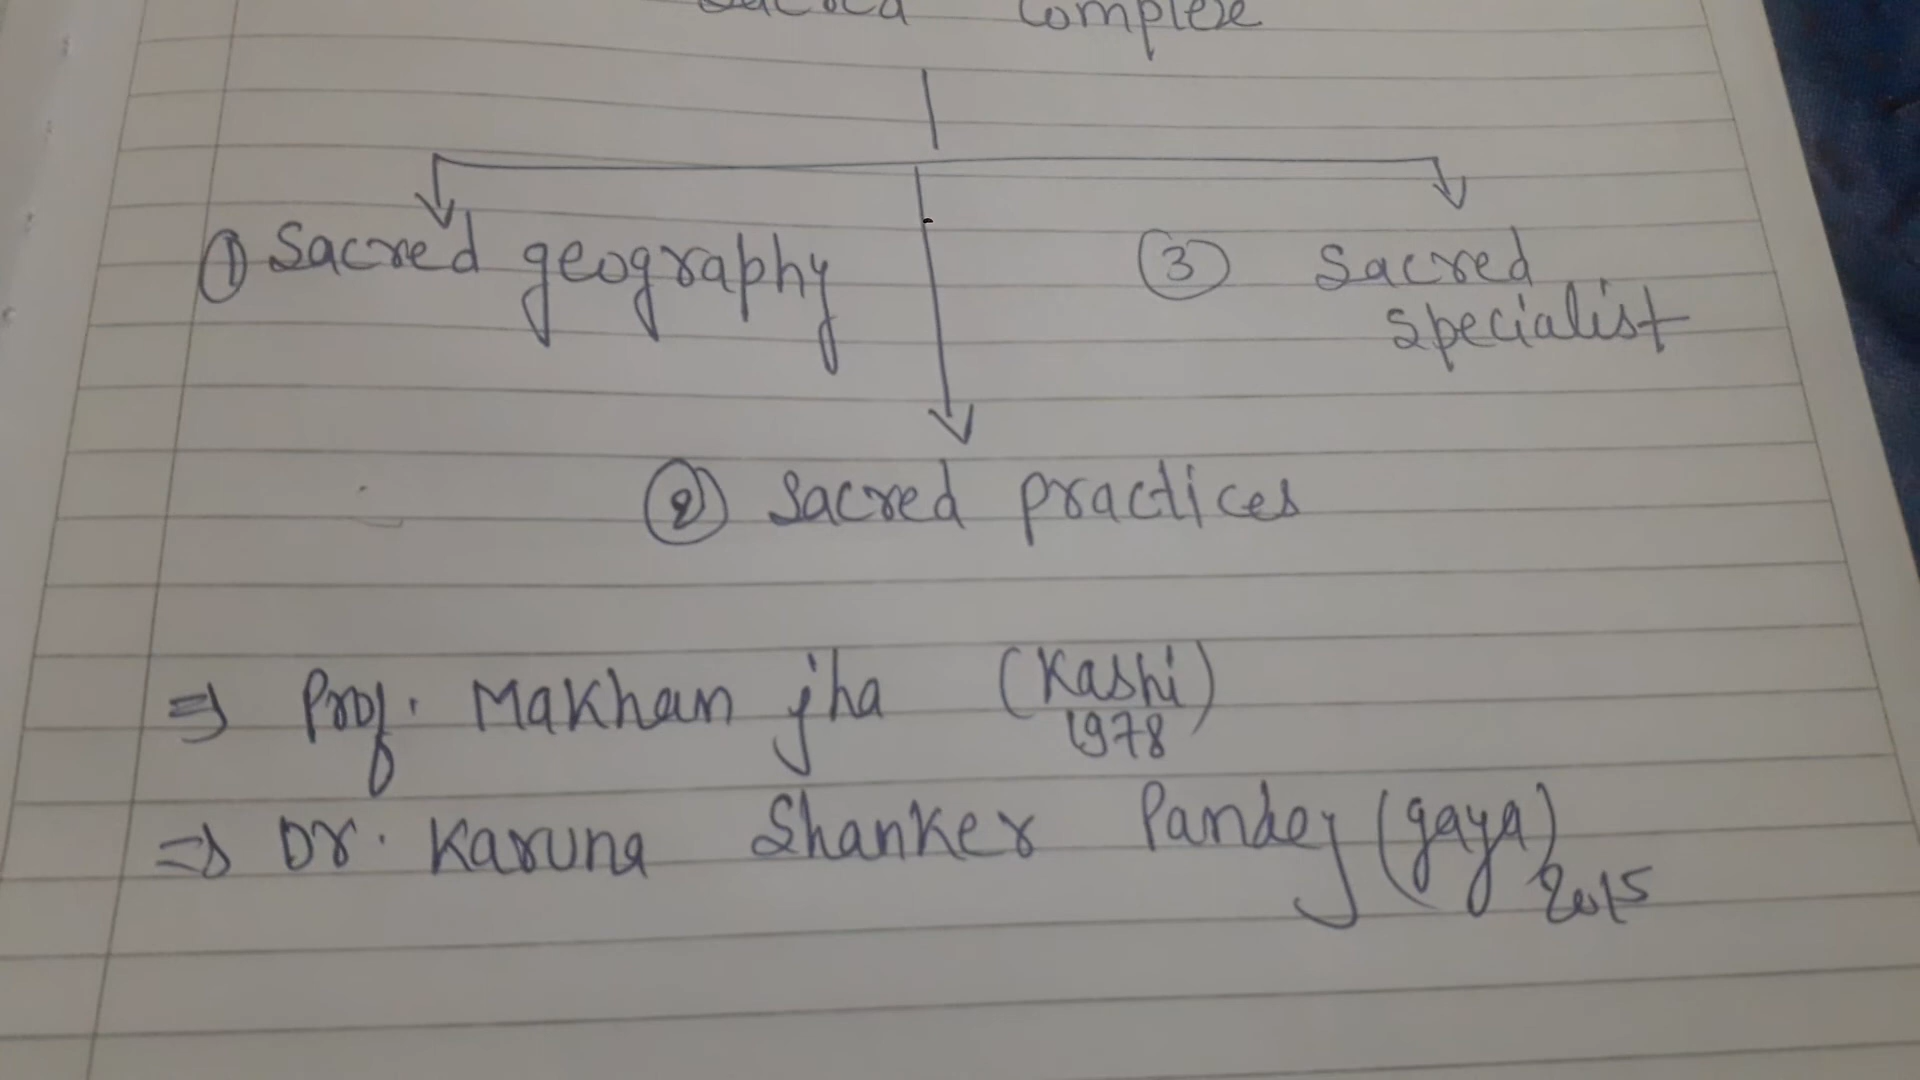 Sacred Complex
① Sacred geography
③ Sacred
specialist
② Sacred practices
⇒ Prof. Makhan jha (Kashi)
1978
⇒ Dr. Karuna Shanker Pandey (gaya)
2015